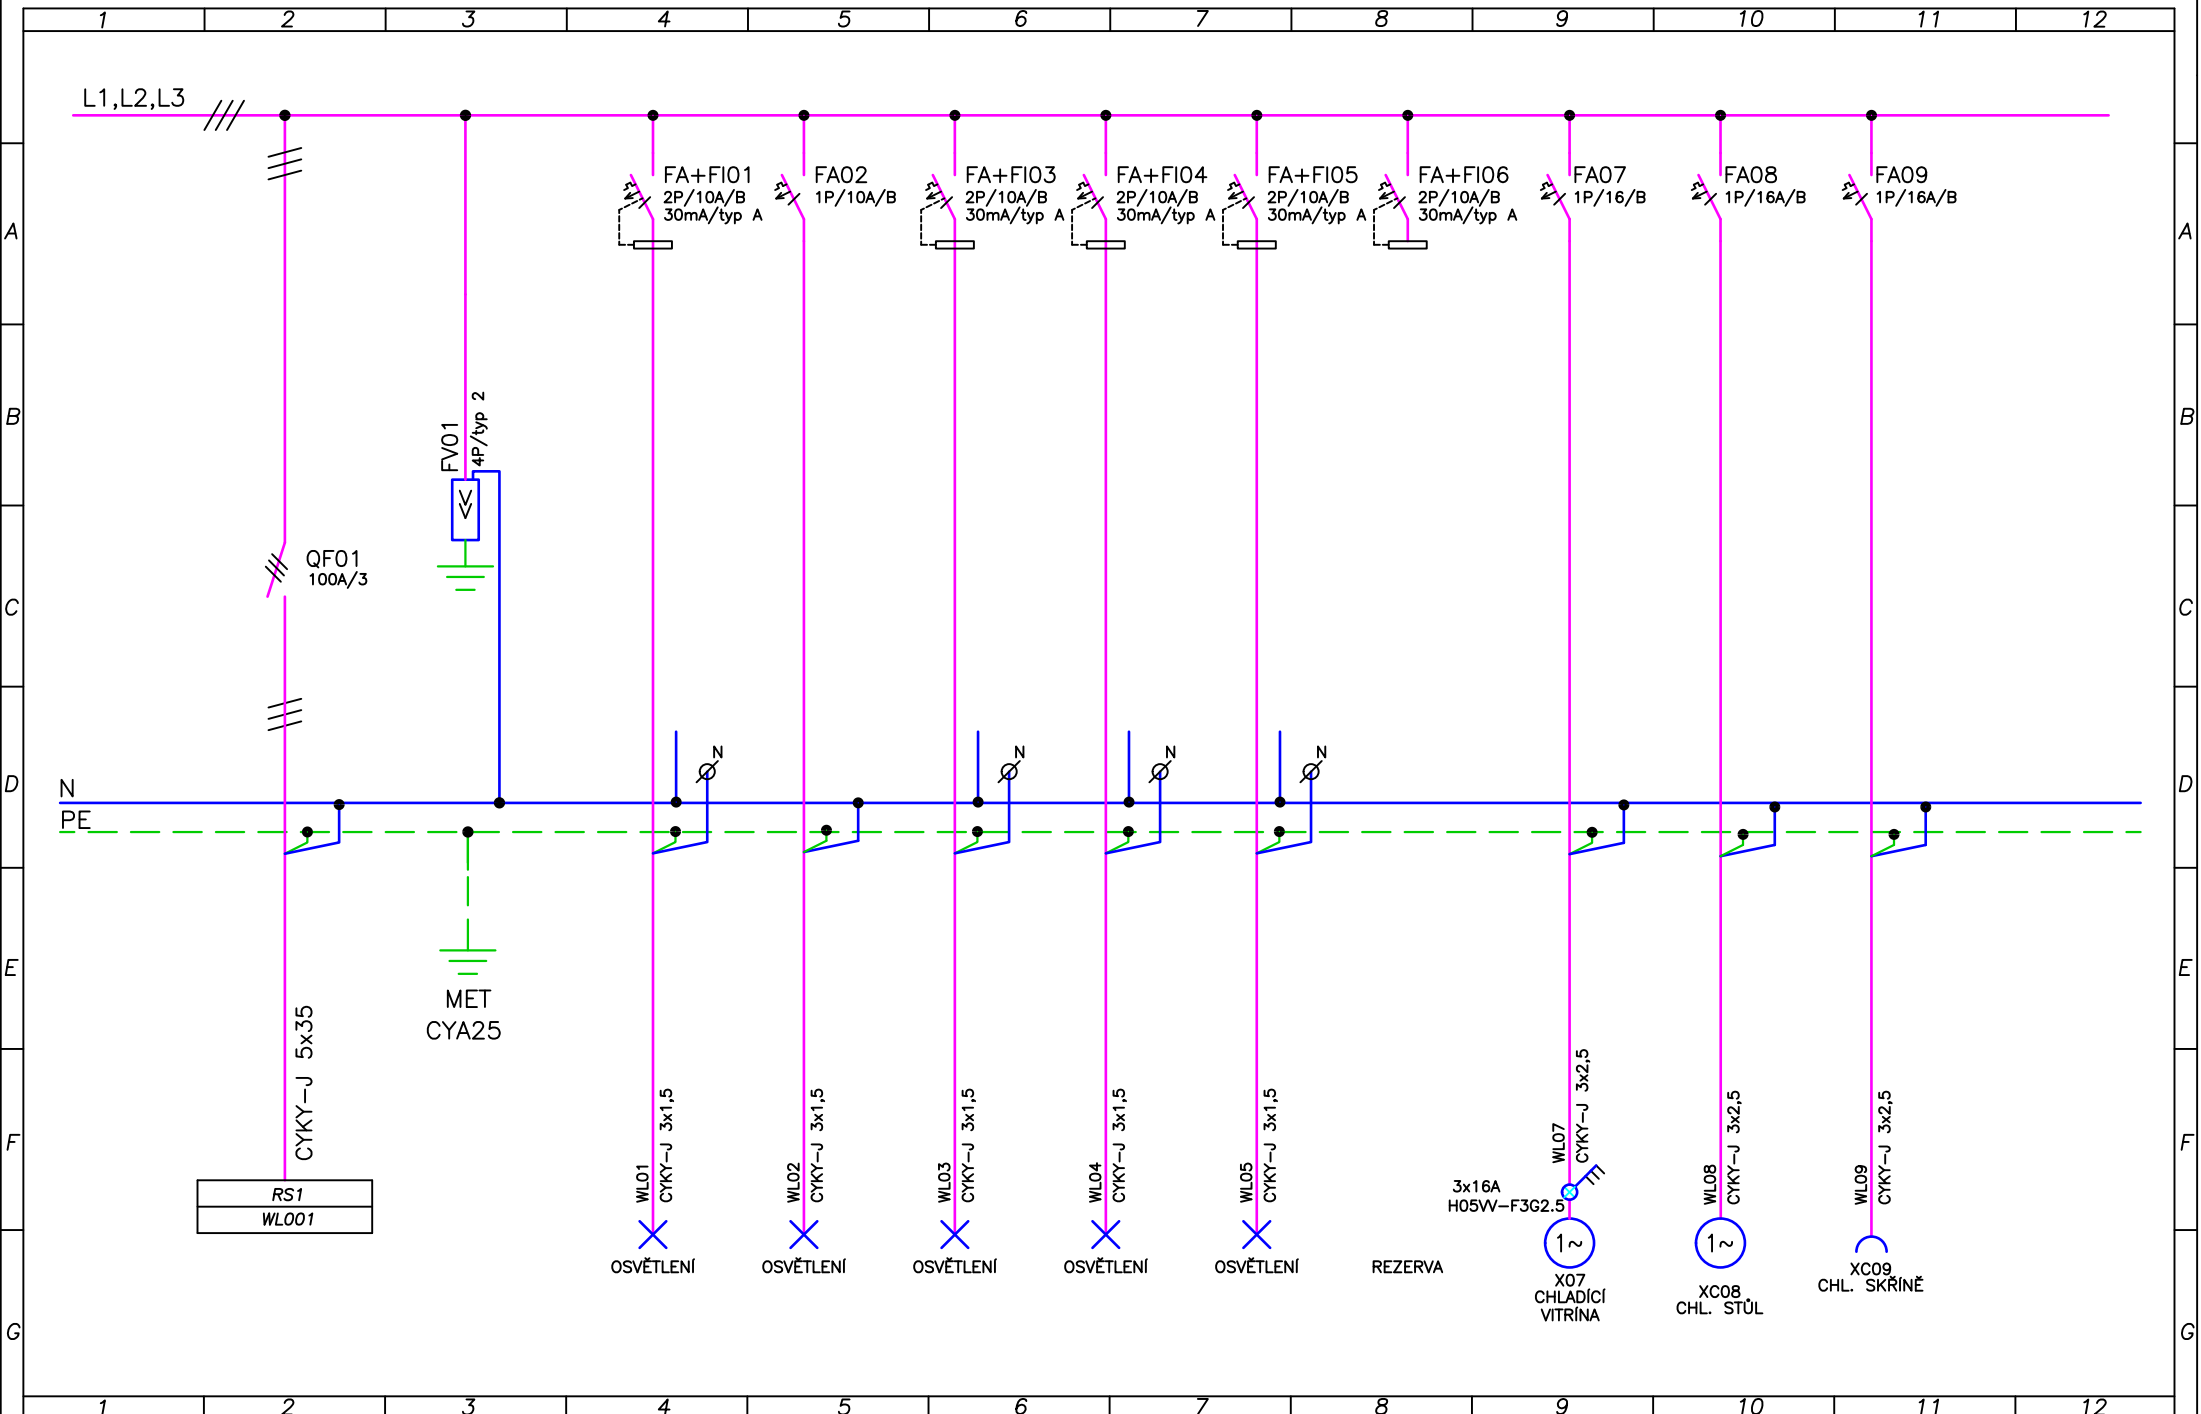 1 2 3 4 5 6 7 8 9 10 11 12
L1,L2,L3
FA+FI01
2P/10A/B
30mA/typ A
FA02
1P/10A/B
FA+FI03
2P/10A/B
30mA/typ A
FA+FI04
2P/10A/B
30mA/typ A
FA+FI05
2P/10A/B
30mA/typ A
FA+FI06
2P/10A/B
30mA/typ A
FA07
1P/16/B
FA08
1P/16A/B
FA09
1P/16A/B
A A
B B
FV01
4P/typ 2
QF01
100A/3
C C
N N N N
D D
N
PE
E E
MET
CYA25
CYKY-J 5x35
F F
WL01
CYKY-J 3x1,5
WL02
CYKY-J 3x1,5
WL03
CYKY-J 3x1,5
WL04
CYKY-J 3x1,5
WL05
CYKY-J 3x1,5
WL07
CYKY-J 3x2,5
WL08
CYKY-J 3x2,5
WL09
CYKY-J 3x2,5
RS1
WL001
3x16A
H05VV-F3G2.5
1~
1~
OSVĚTLENÍ
OSVĚTLENÍ
OSVĚTLENÍ
OSVĚTLENÍ
OSVĚTLENÍ
REZERVA
X07
CHLADÍCÍ
VITRÍNA
XC08
CHL. STŮL
XC09
CHL. SKŘÍNĚ
G G
1 2 3 4 5 6 7 8 9 10 11 12